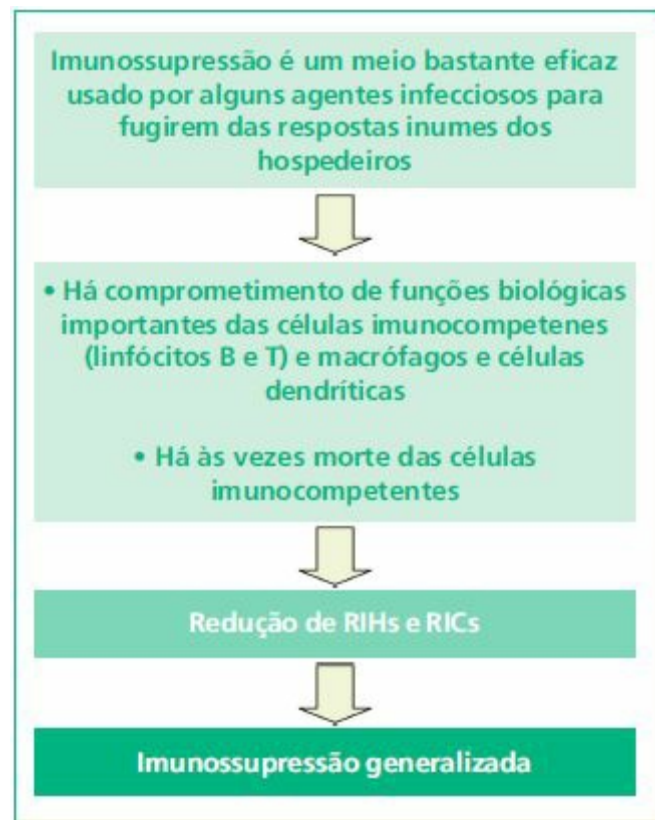 Imunossupressão é um meio bastante eficaz
usado por alguns agentes infecciosos para
fugirem das respostas inumes dos
hospedeiros
• Há comprometimento de funções biológicas
importantes das células imunocompetenes
(linfócitos B e T) e macrófagos e células
dendríticas
• Há às vezes morte das células
imunocompetentes
Redução de RIHs e RICs
Imunossupressão generalizada